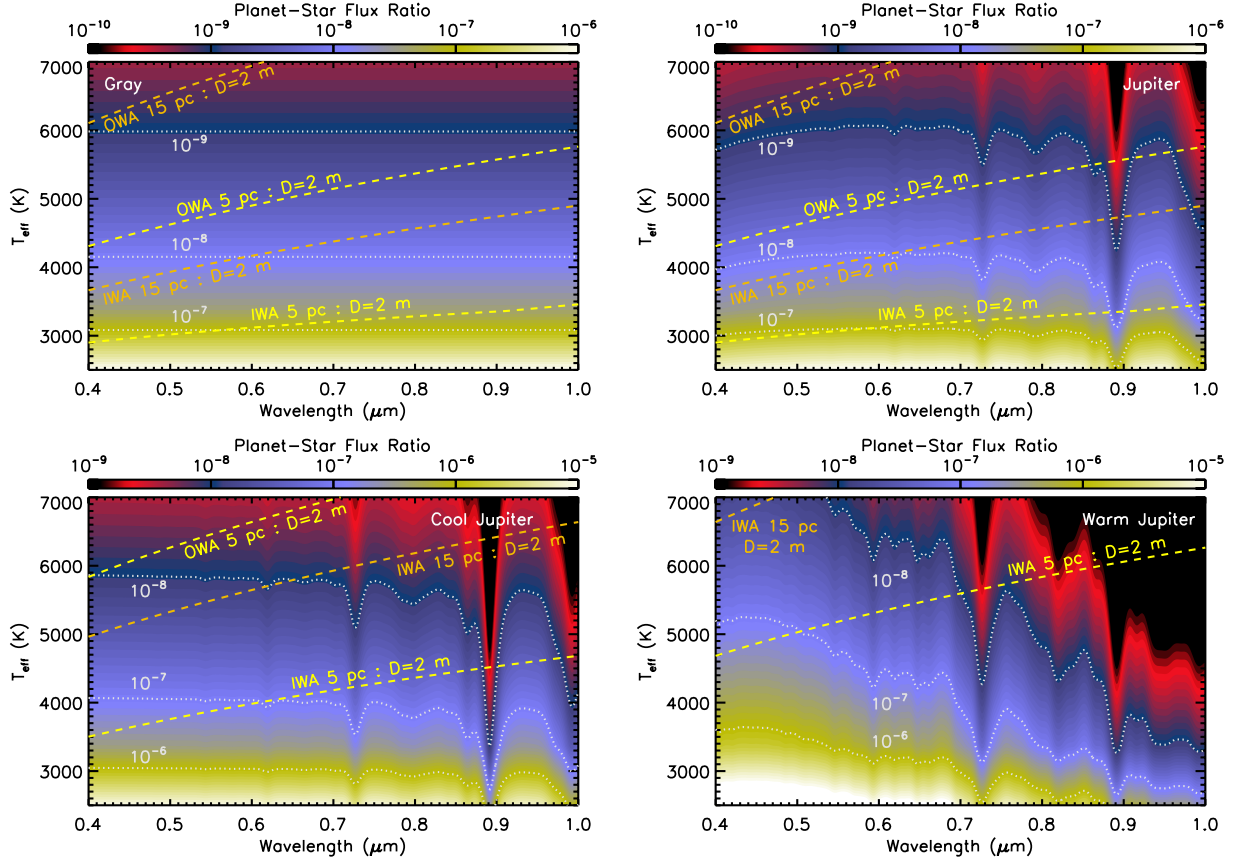 Planet-Star Flux Ratio
10⁻¹⁰ 10⁻⁹ 10⁻⁸ 10⁻⁷ 10⁻⁶
7000
6000
5000
4000
3000
T_eff (K)
Gray
OWA 15 pc : D=2 m
10⁻⁹
OWA 5 pc : D=2 m
10⁻⁸
IWA 15 pc : D=2 m
10⁻⁷
IWA 5 pc : D=2 m
0.4 0.5 0.6 0.7 0.8 0.9 1.0
Wavelength (μm)
Planet-Star Flux Ratio
10⁻¹⁰ 10⁻⁹ 10⁻⁸ 10⁻⁷ 10⁻⁶
7000
6000
5000
4000
3000
T_eff (K)
Jupiter
OWA 15 pc : D=2 m
10⁻⁹
OWA 5 pc : D=2 m
10⁻⁸
IWA 15 pc : D=2 m
10⁻⁷
IWA 5 pc : D=2 m
0.4 0.5 0.6 0.7 0.8 0.9 1.0
Wavelength (μm)
Planet-Star Flux Ratio
10⁻⁹ 10⁻⁸ 10⁻⁷ 10⁻⁶ 10⁻⁵
7000
6000
5000
4000
3000
T_eff (K)
Cool Jupiter
OWA 5 pc : D=2 m
IWA 15 pc : D=2 m
10⁻⁸
IWA 5 pc : D=2 m
10⁻⁷
10⁻⁶
0.4 0.5 0.6 0.7 0.8 0.9 1.0
Wavelength (μm)
Planet-Star Flux Ratio
10⁻⁹ 10⁻⁸ 10⁻⁷ 10⁻⁶ 10⁻⁵
7000
6000
5000
4000
3000
T_eff (K)
Warm Jupiter
IWA 15 pc
D=2 m
IWA 5 pc : D=2 m
10⁻⁸
10⁻⁷
10⁻⁶
0.4 0.5 0.6 0.7 0.8 0.9 1.0
Wavelength (μm)